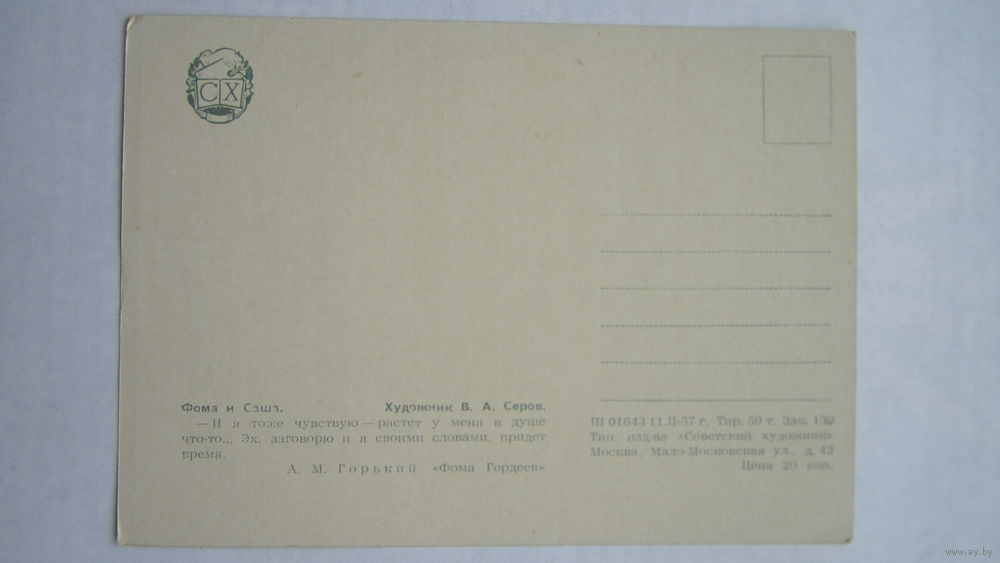 СХ
Фома и Саша. Художник В. А. Серов.
— И я тоже чувствую — растет у меня в душе
что-то... Эх, заговорю и я своими словами, придет
время.
А. М. Горький «Фома Гордеев»
Ш 01643 11.II-57 г. Тир. 50 т. Зак. 130
Тип. изд-ва «Советский художник»
Москва, Мало-Московская ул., д. 42
Цена 20 коп.
www.ay.by